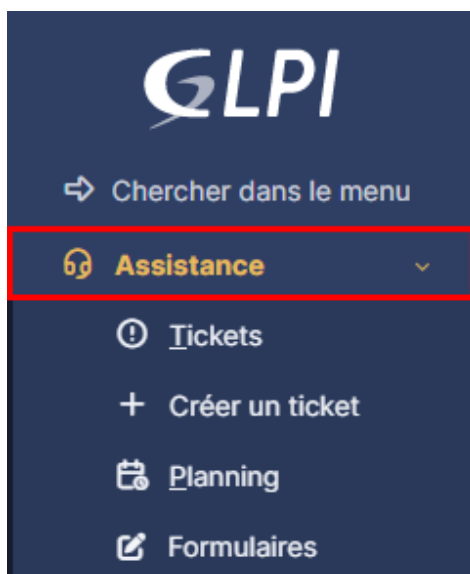 GLPI
Chercher dans le menu
Assistance
Tickets
Créer un ticket
Planning
Formulaires